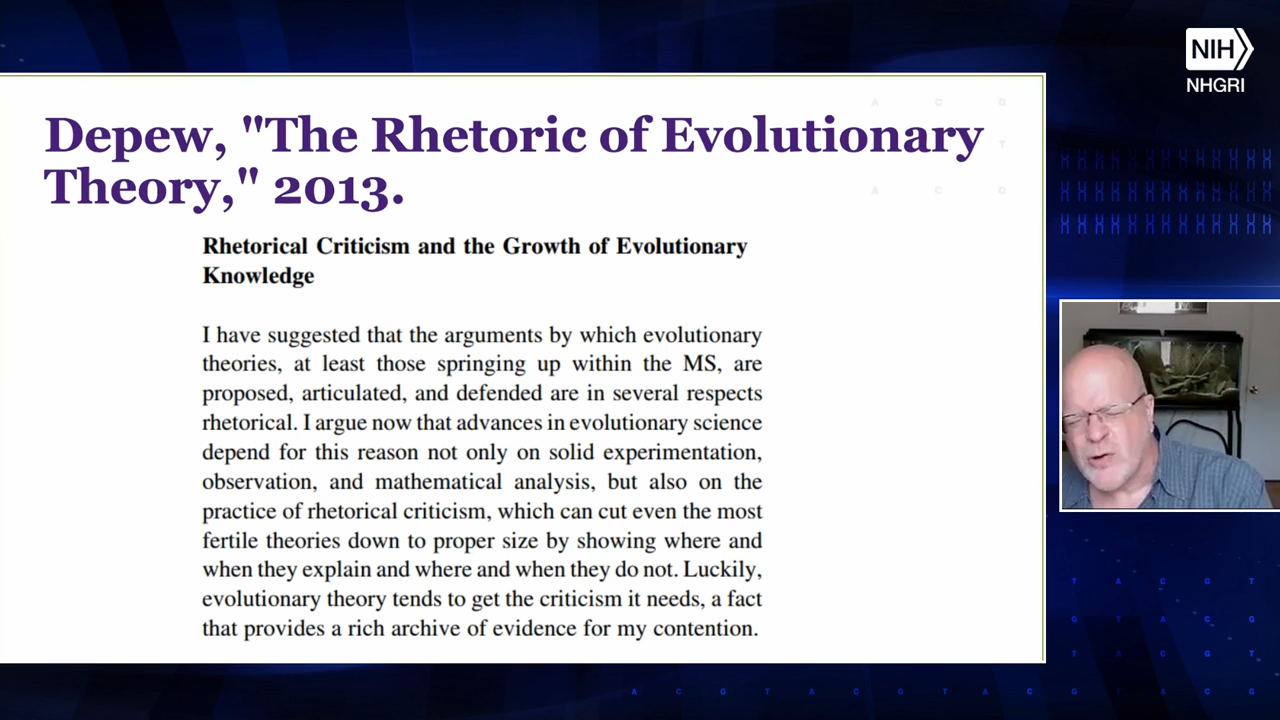 NIH
NHGRI
Depew, "The Rhetoric of Evolutionary
Theory," 2013.
Rhetorical Criticism and the Growth of Evolutionary
Knowledge
I have suggested that the arguments by which evolutionary
theories, at least those springing up within the MS, are
proposed, articulated, and defended are in several respects
rhetorical. I argue now that advances in evolutionary science
depend for this reason not only on solid experimentation,
observation, and mathematical analysis, but also on the
practice of rhetorical criticism, which can cut even the most
fertile theories down to proper size by showing where and
when they explain and where and when they do not. Luckily,
evolutionary theory tends to get the criticism it needs, a fact
that provides a rich archive of evidence for my contention.
A C G
T
A C G
T A C G T
G T A C G
T A C G T
A C G T A C G T A C G T A C G